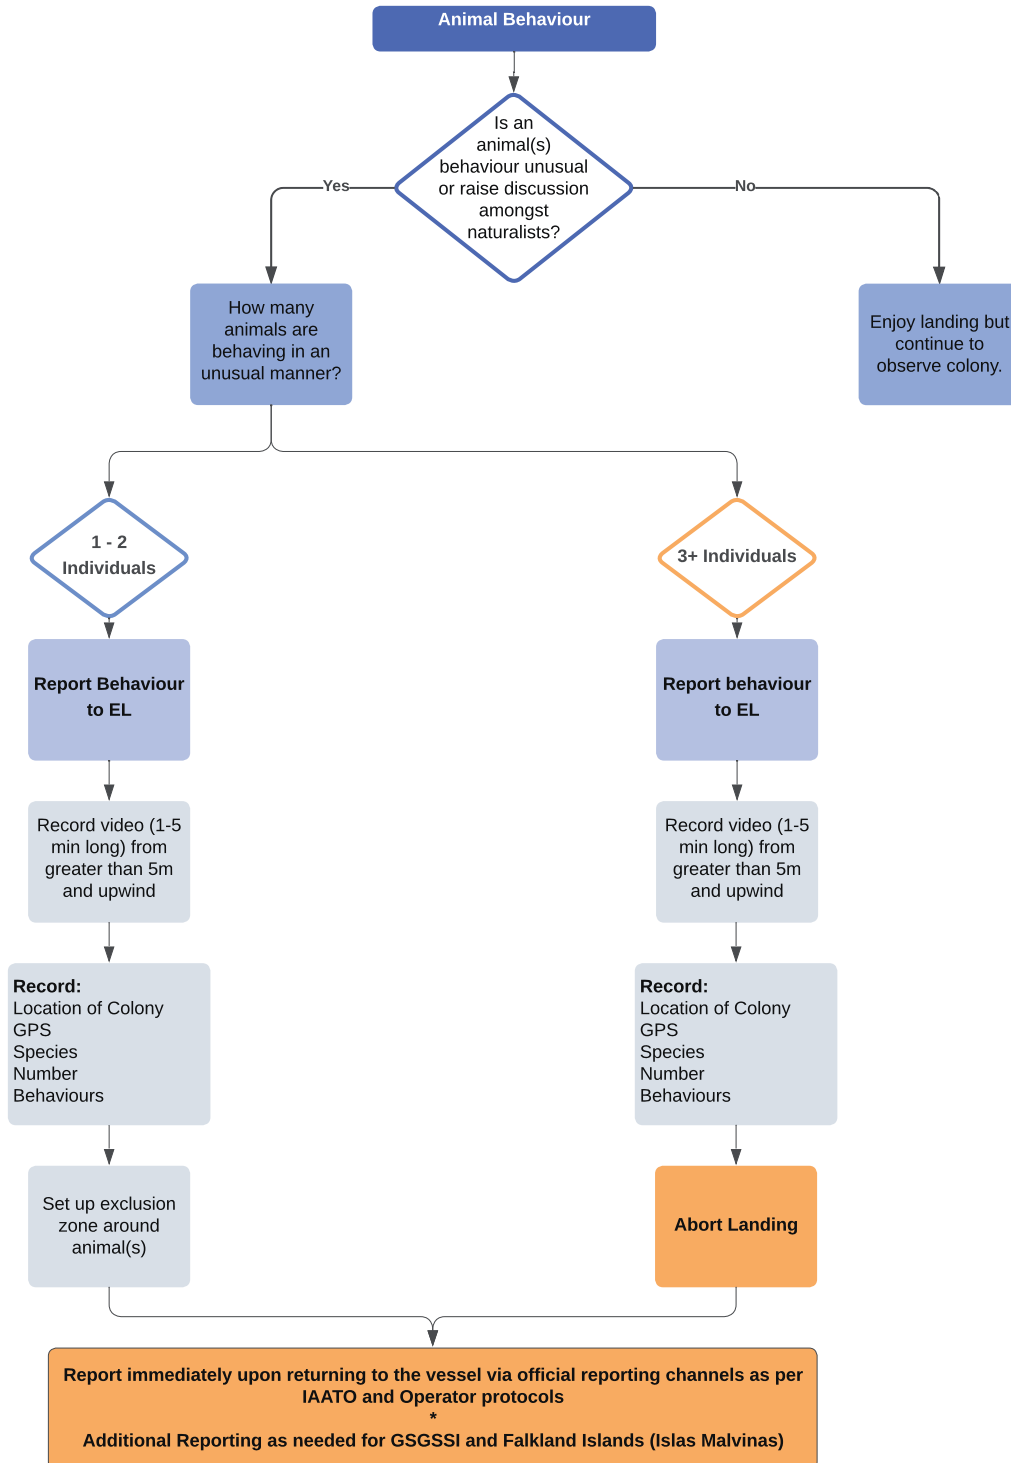 Animal Behaviour
Is an
animal(s)
behaviour unusual
or raise discussion
amongst
naturalists?
Yes
No
How many
animals are
behaving in an
unusual manner?
Enjoy landing but
continue to
observe colony.
1 - 2
Individuals
3+ Individuals
Report Behaviour
to EL
Report behaviour
to EL
Record video (1-5
min long) from
greater than 5m
and upwind
Record video (1-5
min long) from
greater than 5m
and upwind
Record:
Location of Colony
GPS
Species
Number
Behaviours
Record:
Location of Colony
GPS
Species
Number
Behaviours
Set up exclusion
zone around
animal(s)
Abort Landing
Report immediately upon returning to the vessel via official reporting channels as per
IAATO and Operator protocols
*
Additional Reporting as needed for GSGSSI and Falkland Islands (Islas Malvinas)